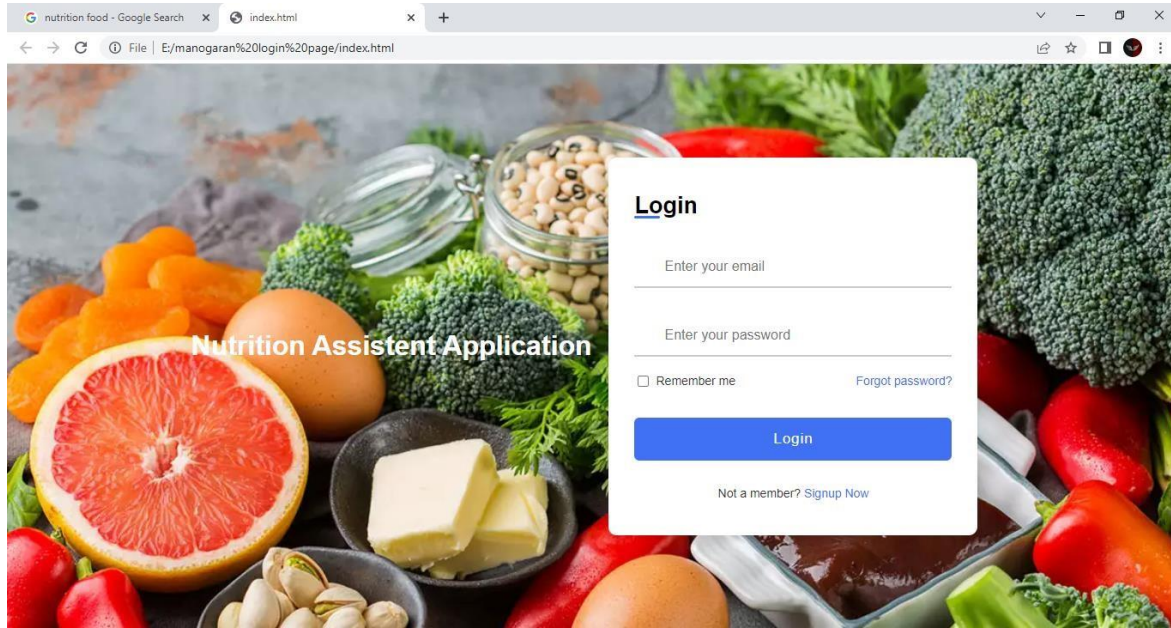 nutrition food - Google Search
index.html
File | E:/manogaran%20login%20page/index.html
Nutrition Assistent Application
Login
Enter your email
Enter your password
Remember me Forgot password?
Login
Not a member? Signup Now